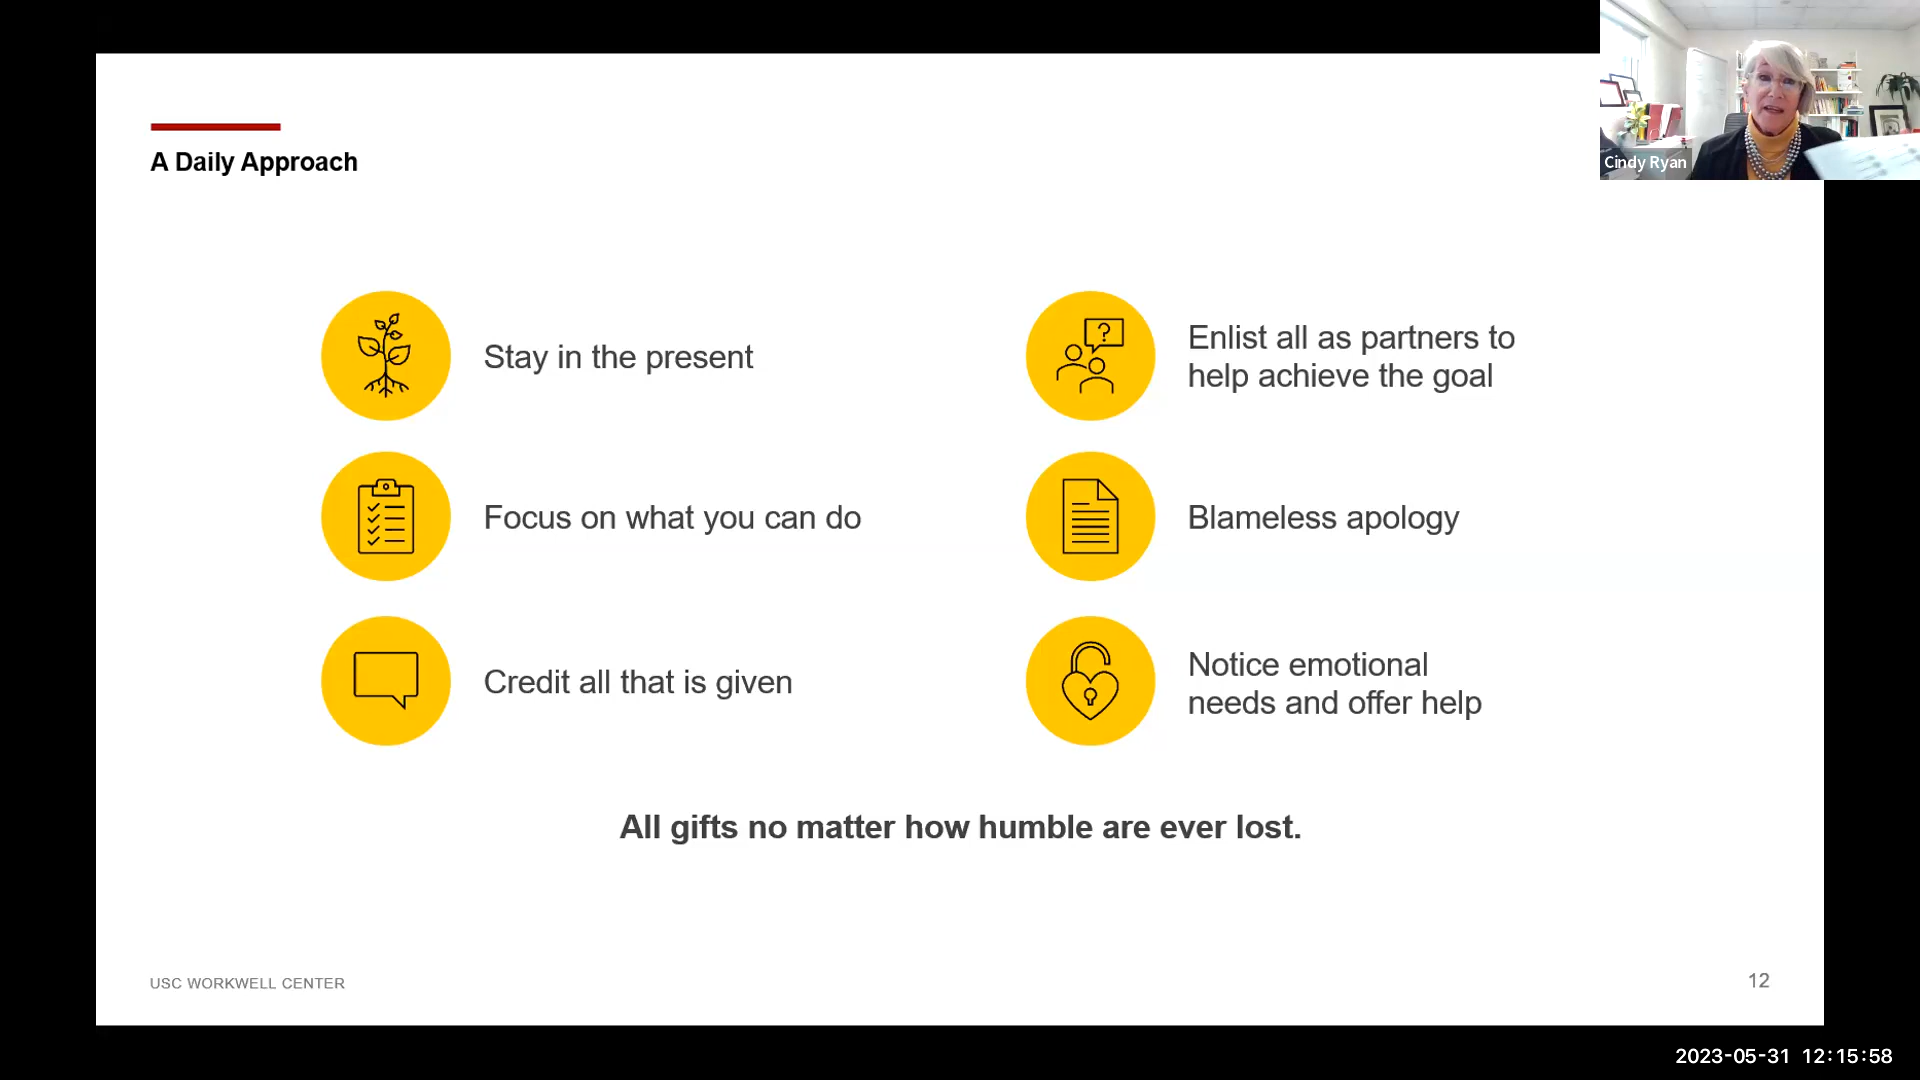 Cindy Ryan
A Daily Approach
Stay in the present
Enlist all as partners to
help achieve the goal
?
Focus on what you can do
Blameless apology
Credit all that is given
Notice emotional
needs and offer help
All gifts no matter how humble are ever lost.
USC WORKWELL CENTER
12
2023-05-31 12:15:58